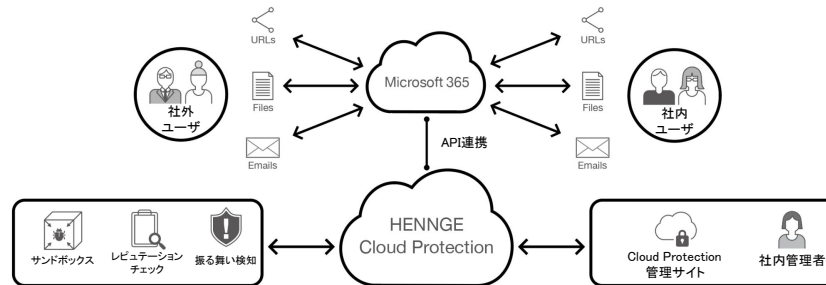 URLs
URLs
Microsoft 365
Files
Files
社外
ユーザ
社内
ユーザ
Emails
Emails
API連携
HENNGE
Cloud Protection
サンドボックス
レピュテーション
チェック
振る舞い検知
Cloud Protection
管理サイト
社内管理者